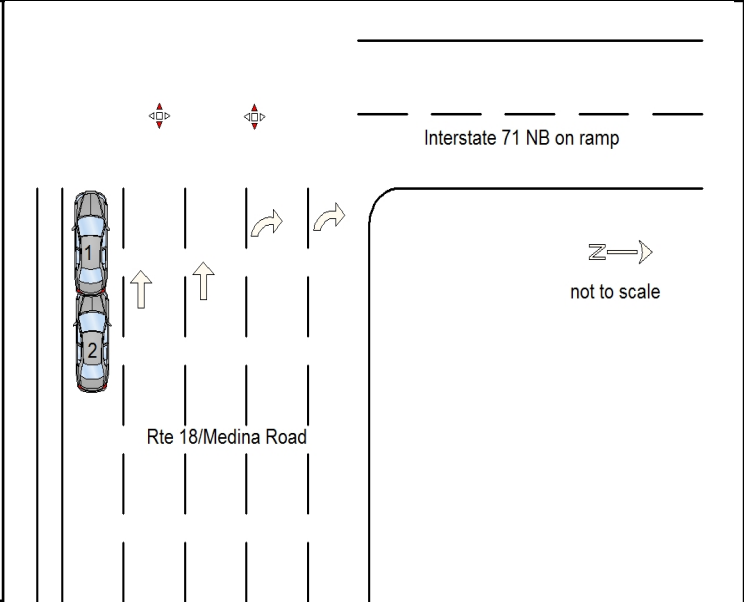 Interstate 71 NB on ramp
1
N
not to scale
2
Rte 18/Medina Road